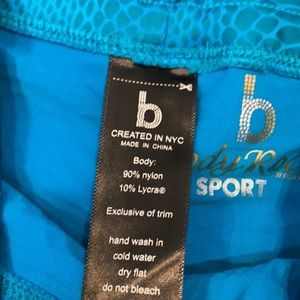 b
CREATED IN NYC
MADE IN CHINA
Body:
90% nylon
10% Lycra®
Exclusive of trim
hand wash in
cold water
dry flat
do not bleach
b
SPORT